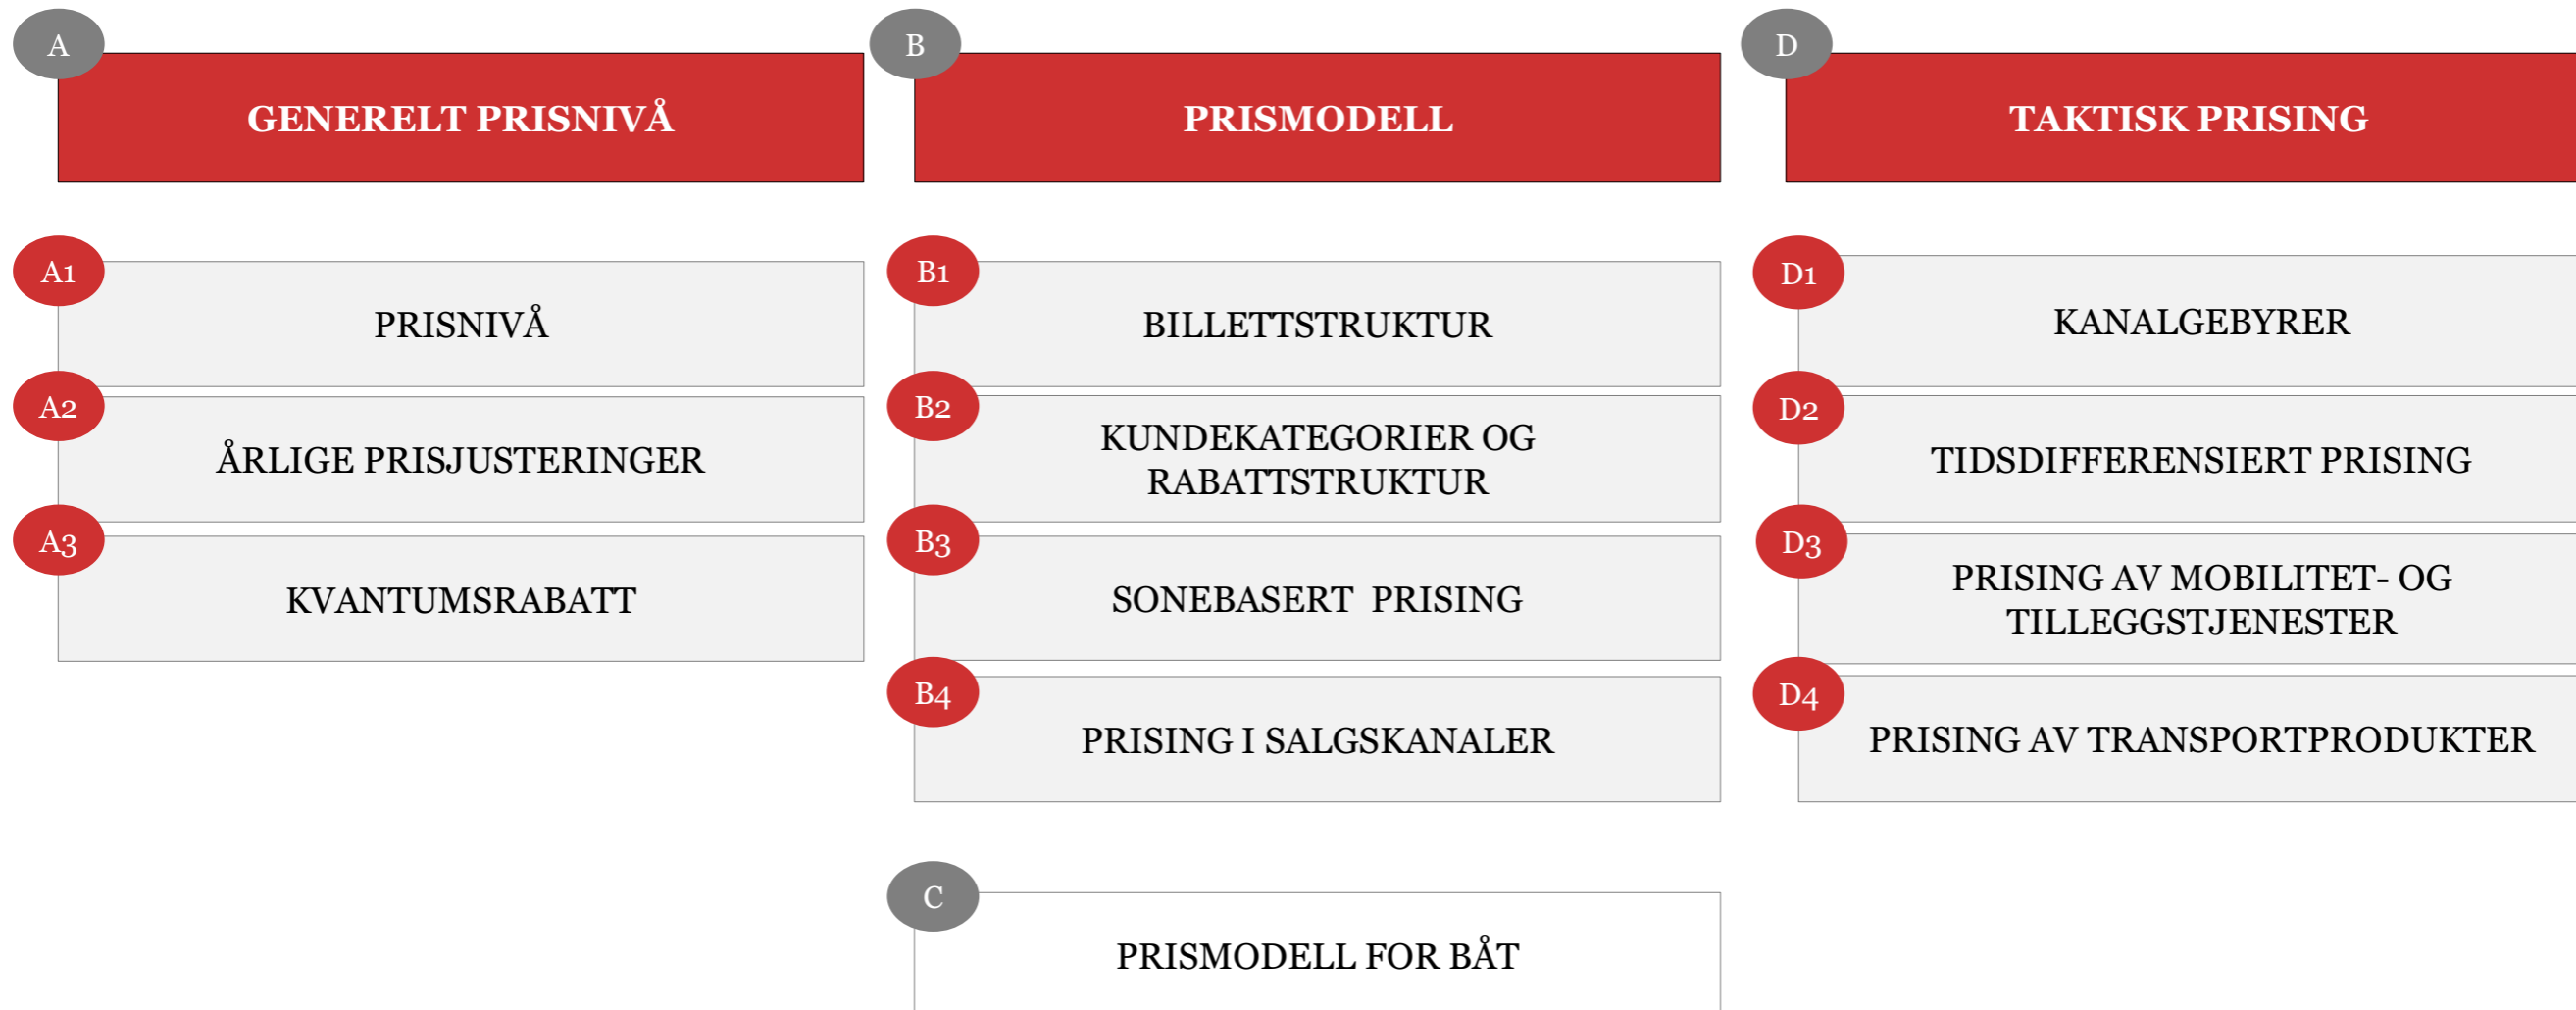 A
GENERELT PRISNIVÅ
A1
PRISNIVÅ
A2
ÅRLIGE PRISJUSTERINGER
A3
KVANTUMSRABATT
B
PRISMODELL
B1
BILLETTSTRUKTUR
B2
KUNDEKATEGORIER OG
RABATTSTRUKTUR
B3
SONEBASERT  PRISING
B4
PRISING I SALGSKANALER
C
PRISMODELL FOR BÅT
D
TAKTISK PRISING
D1
KANALGEBYRER
D2
TIDSDIFFERENSIERT PRISING
D3
PRISING AV MOBILITET- OG
TILLEGGSTJENESTER
D4
PRISING AV TRANSPORTPRODUKTER